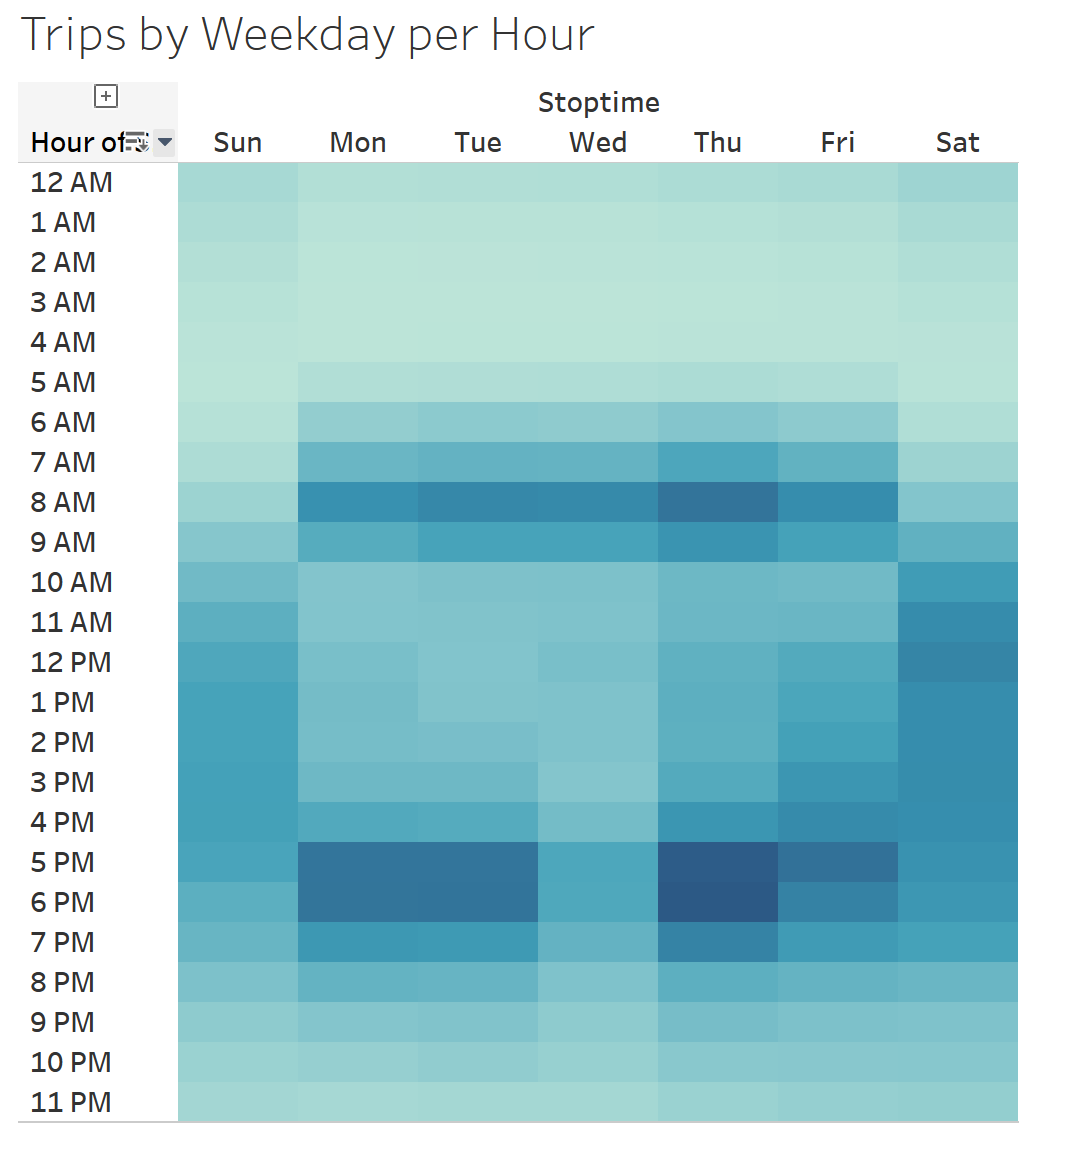 Trips by Weekday per Hour
Stoptime
Hour of Sun Mon Tue Wed Thu Fri Sat
12 AM
1 AM
2 AM
3 AM
4 AM
5 AM
6 AM
7 AM
8 AM
9 AM
10 AM
11 AM
12 PM
1 PM
2 PM
3 PM
4 PM
5 PM
6 PM
7 PM
8 PM
9 PM
10 PM
11 PM